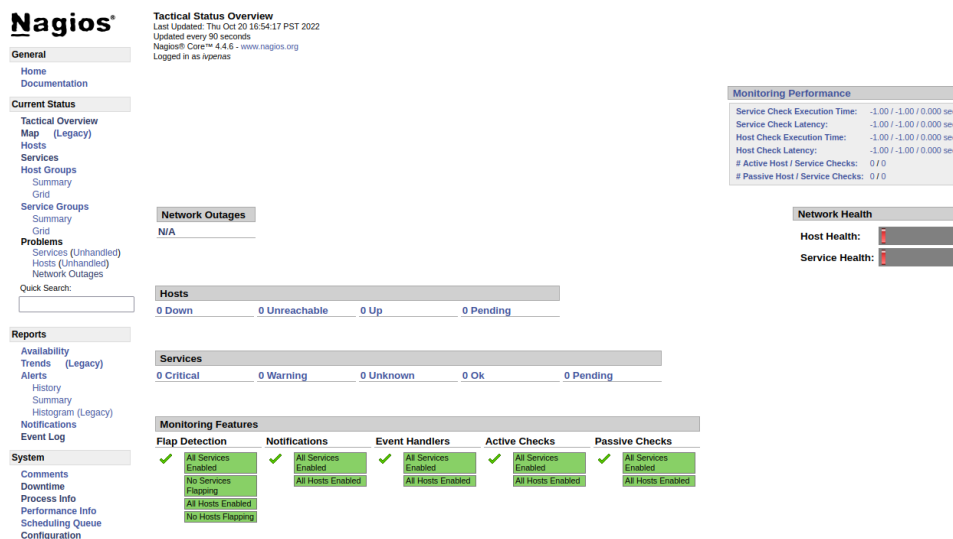 Nagios®
General
Home
Documentation
Current Status
Tactical Overview
Map (Legacy)
Hosts
Services
Host Groups
Summary
Grid
Service Groups
Summary
Grid
Problems
Services (Unhandled)
Hosts (Unhandled)
Network Outages
Quick Search:
Reports
Availability
Trends (Legacy)
Alerts
History
Summary
Histogram (Legacy)
Notifications
Event Log
System
Comments
Downtime
Process Info
Performance Info
Scheduling Queue
Configuration
Tactical Status Overview
Last Updated: Thu Oct 20 16:54:17 PST 2022
Updated every 90 seconds
Nagios® Core™ 4.4.6 - www.nagios.org
Logged in as ivpenas
Monitoring Performance
Service Check Execution Time: -1.00 / -1.00 / 0.000 se
Service Check Latency: -1.00 / -1.00 / 0.000 se
Host Check Execution Time: -1.00 / -1.00 / 0.000 se
Host Check Latency: -1.00 / -1.00 / 0.000 se
# Active Host / Service Checks: 0 / 0
# Passive Host / Service Checks: 0 / 0
Network Outages
N/A
Network Health
Host Health:
Service Health:
Hosts
0 Down 0 Unreachable 0 Up 0 Pending
Services
0 Critical 0 Warning 0 Unknown 0 Ok 0 Pending
Monitoring Features
Flap Detection Notifications Event Handlers Active Checks Passive Checks
All Services Enabled
No Services Flapping
All Hosts Enabled
No Hosts Flapping
All Services Enabled
All Hosts Enabled
All Services Enabled
All Hosts Enabled
All Services Enabled
All Hosts Enabled
All Services Enabled
All Hosts Enabled